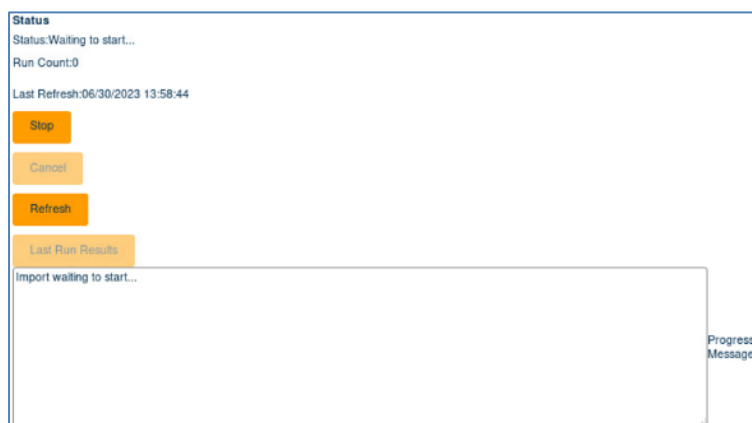 Status
Status:Waiting to start...
Run Count:0
Last Refresh:06/30/2023 13:58:44
Stop
Cancel
Refresh
Last Run Results
Import waiting to start...
Progress
Message